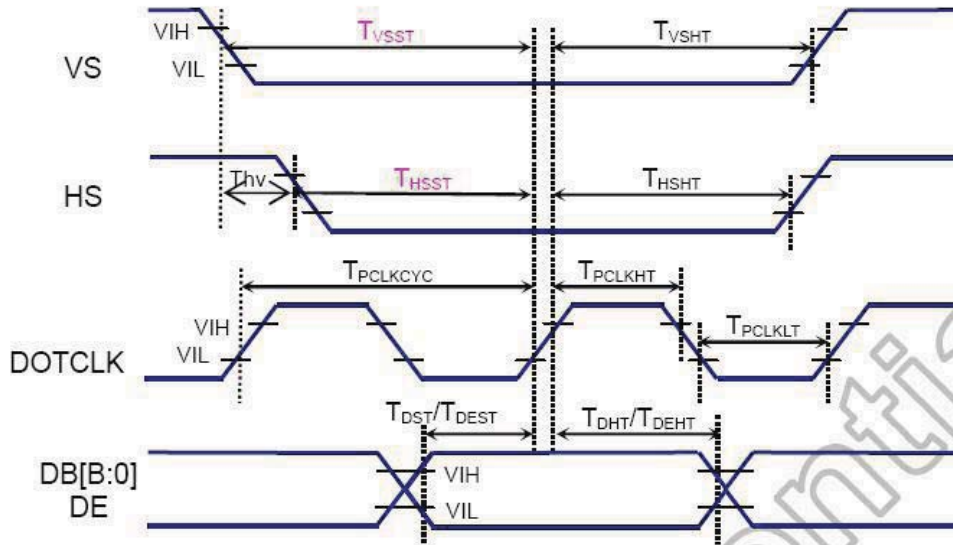 VS
VIH
VIL
TVSST
TVSHT
HS
Thv
THSST
THSHT
DOTCLK
VIH
VIL
TPCLKCYC
TPCLKHT
TPCLKLT
DB[B:0]
DE
TDST/TDEST
TDHT/TDEHT
VIH
VIL